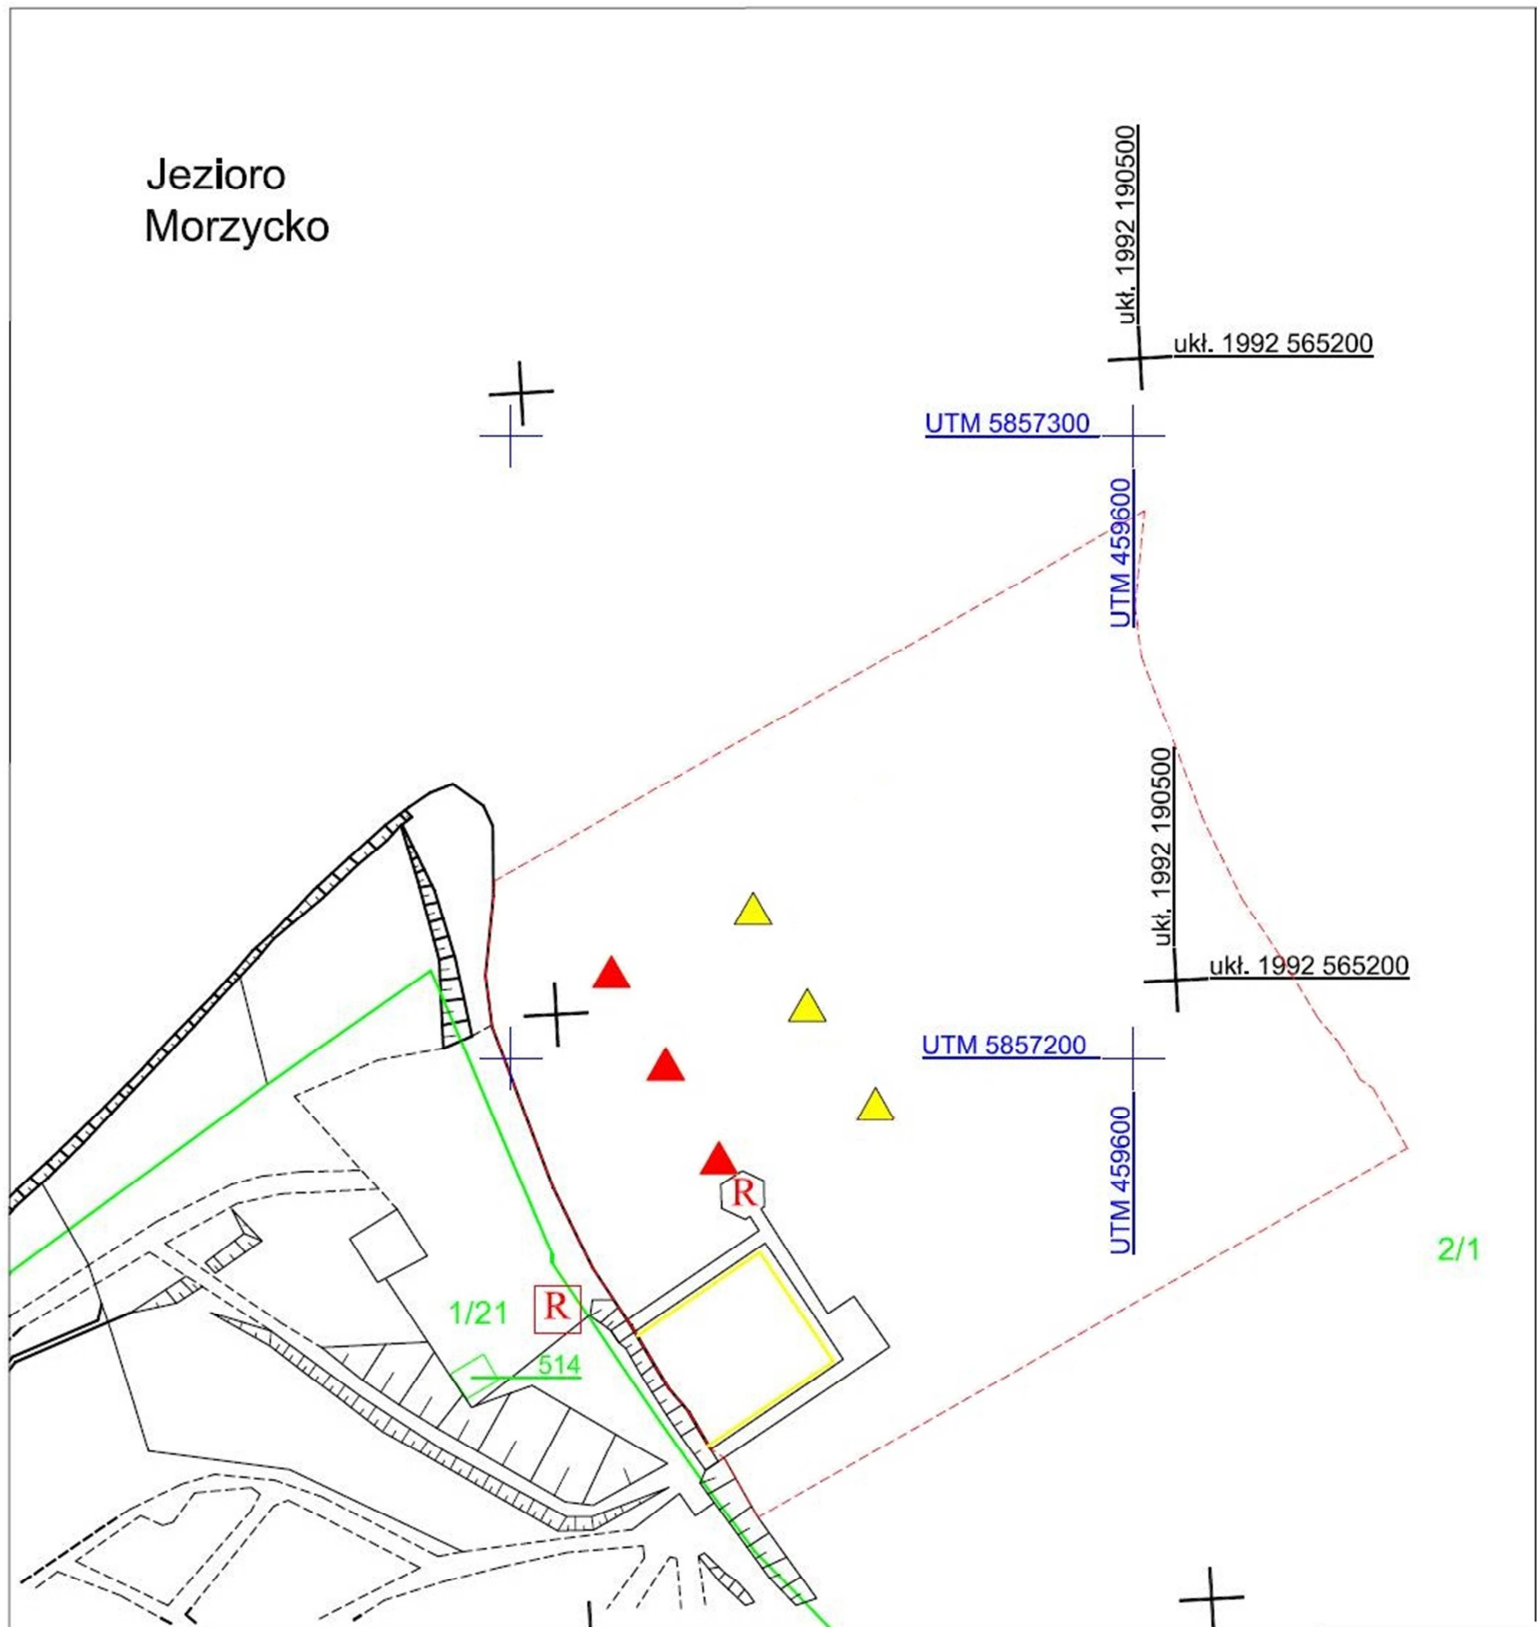 Jezioro
Morzycko
ukł. 1992 190500
ukł. 1992 565200
UTM 5857300
UTM 459600
ukł. 1992 190500
ukł. 1992 565200
UTM 5857200
UTM 459600
R
2/1
1/21
R
514